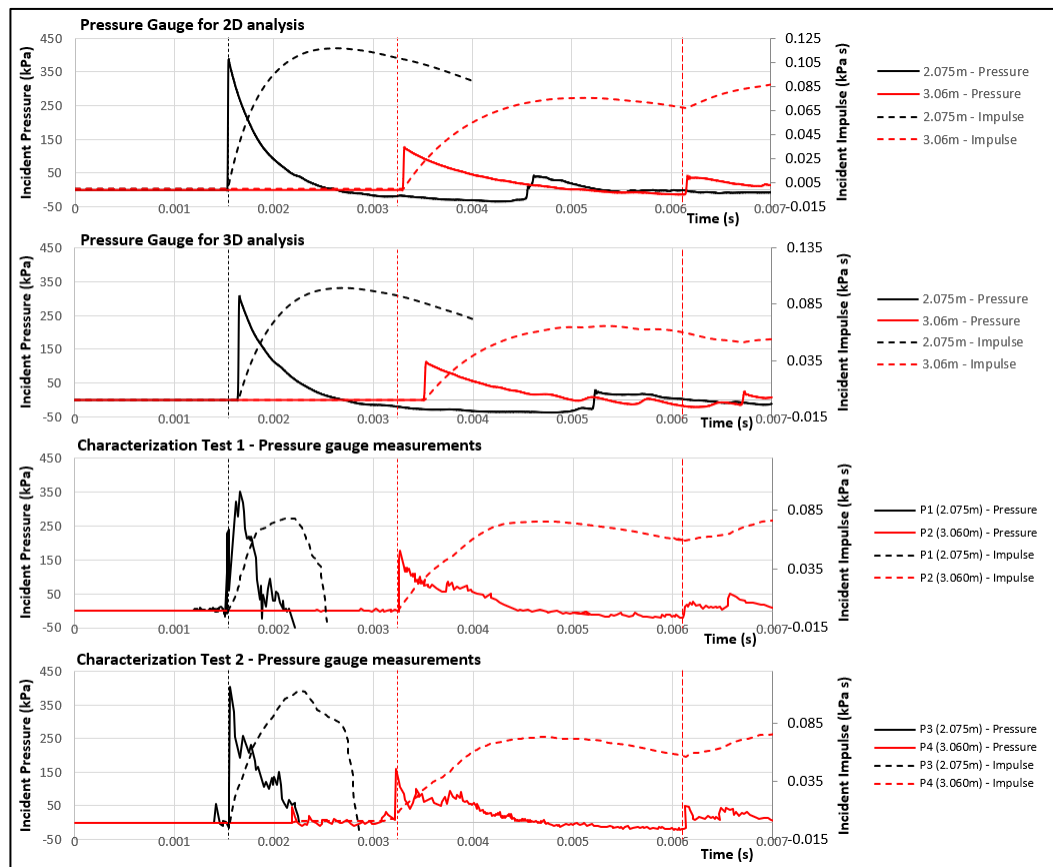 Pressure Gauge for 2D analysis
Incident Pressure (kPa)
450
350
250
150
50
-50
0
0.001
0.002
0.003
0.004
0.005
0.006
0.007
Time (s)
0.125
0.105
0.085
0.065
0.045
0.025
0.005
-0.015
Incident Impulse (kPa s)
2.075m - Pressure
3.06m - Pressure
2.075m - Impulse
3.06m - Impulse
Pressure Gauge for 3D analysis
Incident Pressure (kPa)
450
350
250
150
50
-50
0
0.001
0.002
0.003
0.004
0.005
0.006
0.007
Time (s)
0.135
0.085
0.035
-0.015
Incident Impulse (kPa s)
2.075m - Pressure
3.06m - Pressure
2.075m - Impulse
3.06m - Impulse
Characterization Test 1 - Pressure gauge measurements
Incident Pressure (kPa)
450
350
250
150
50
-50
0
0.001
0.002
0.003
0.004
0.005
0.006
0.007
Time (s)
0.085
0.035
-0.015
Incident Impulse (kPa s)
P1 (2.075m) - Pressure
P2 (3.060m) - Pressure
P1 (2.075m) - Impulse
P2 (3.060m) - Impulse
Characterization Test 2 - Pressure gauge measurements
Incident Pressure (kPa)
450
350
250
150
50
-50
0
0.001
0.002
0.003
0.004
0.005
0.006
0.007
Time (s)
0.085
0.035
-0.015
Incident Impulse (kPa s)
P3 (2.075m) - Pressure
P4 (3.060m) - Pressure
P3 (2.075m) - Impulse
P4 (3.060m) - Impulse